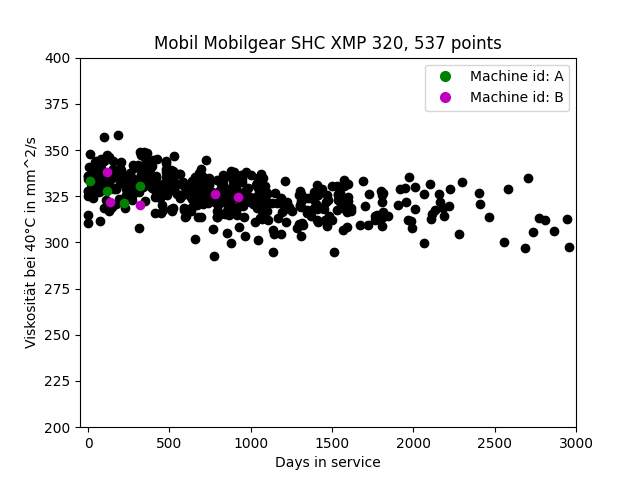 Mobil Mobilgear SHC XMP 320, 537 points
400
375
350
325
300
275
250
225
200
Viskosität bei 40°C in mm^2/s
Machine id: A
Machine id: B
0 500 1000 1500 2000 2500 3000
Days in service